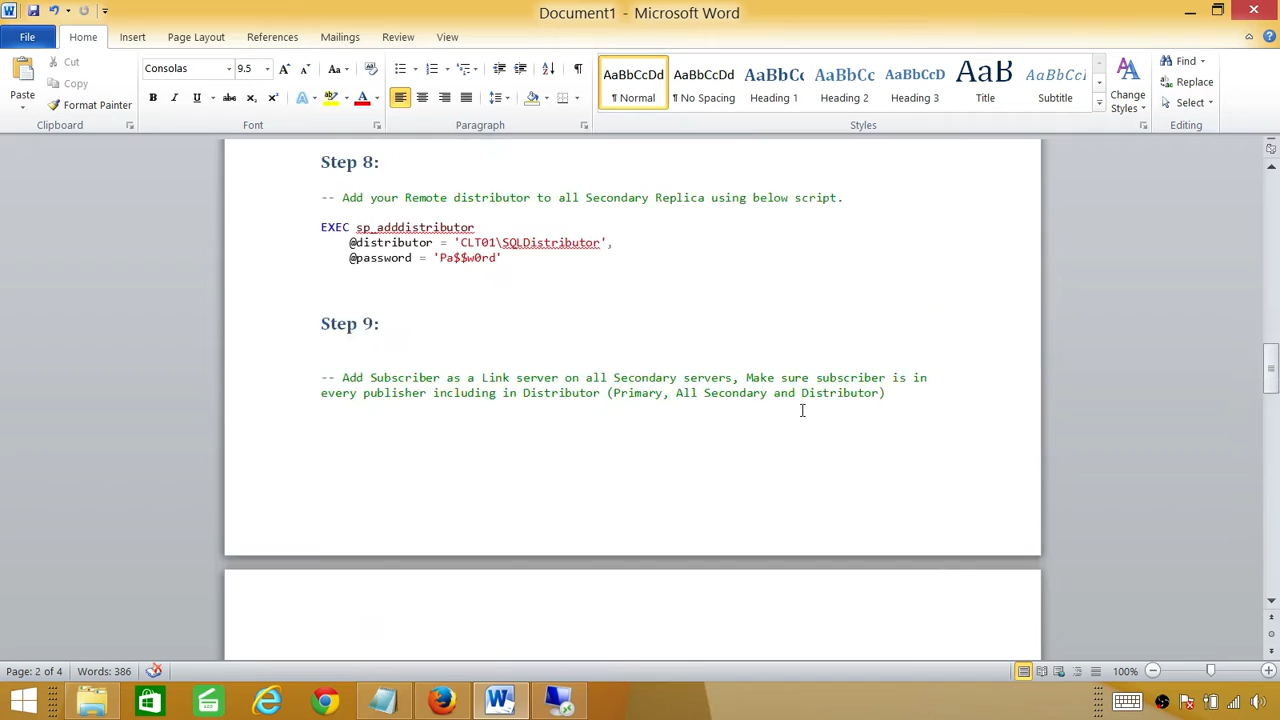 Document1 - Microsoft Word
File Home Insert Page Layout References Mailings Review View
Paste
Cut
Copy
Format Painter
Clipboard
Consolas 9.5
Font
Paragraph
AaBbCcDd
¶ Normal
AaBbCcDd
¶ No Spacing
AaBbCc
Heading 1
AaBbCc
Heading 2
AaBbCcD
Heading 3
AaB
Title
AaBbCcI
Subtitle
Styles
Change
Styles
Find
Replace
Select
Editing
Step 8:
-- Add your Remote distributor to all Secondary Replica using below script.
EXEC sp_adddistributor
@distributor = 'CLT01\SQLDistributor',
@password = 'Pa$$w0rd'
Step 9:
-- Add Subscriber as a Link server on all Secondary servers, Make sure subscriber is in
every publisher including in Distributor (Primary, All Secondary and Distributor)
Page: 2 of 4 Words: 386 100%